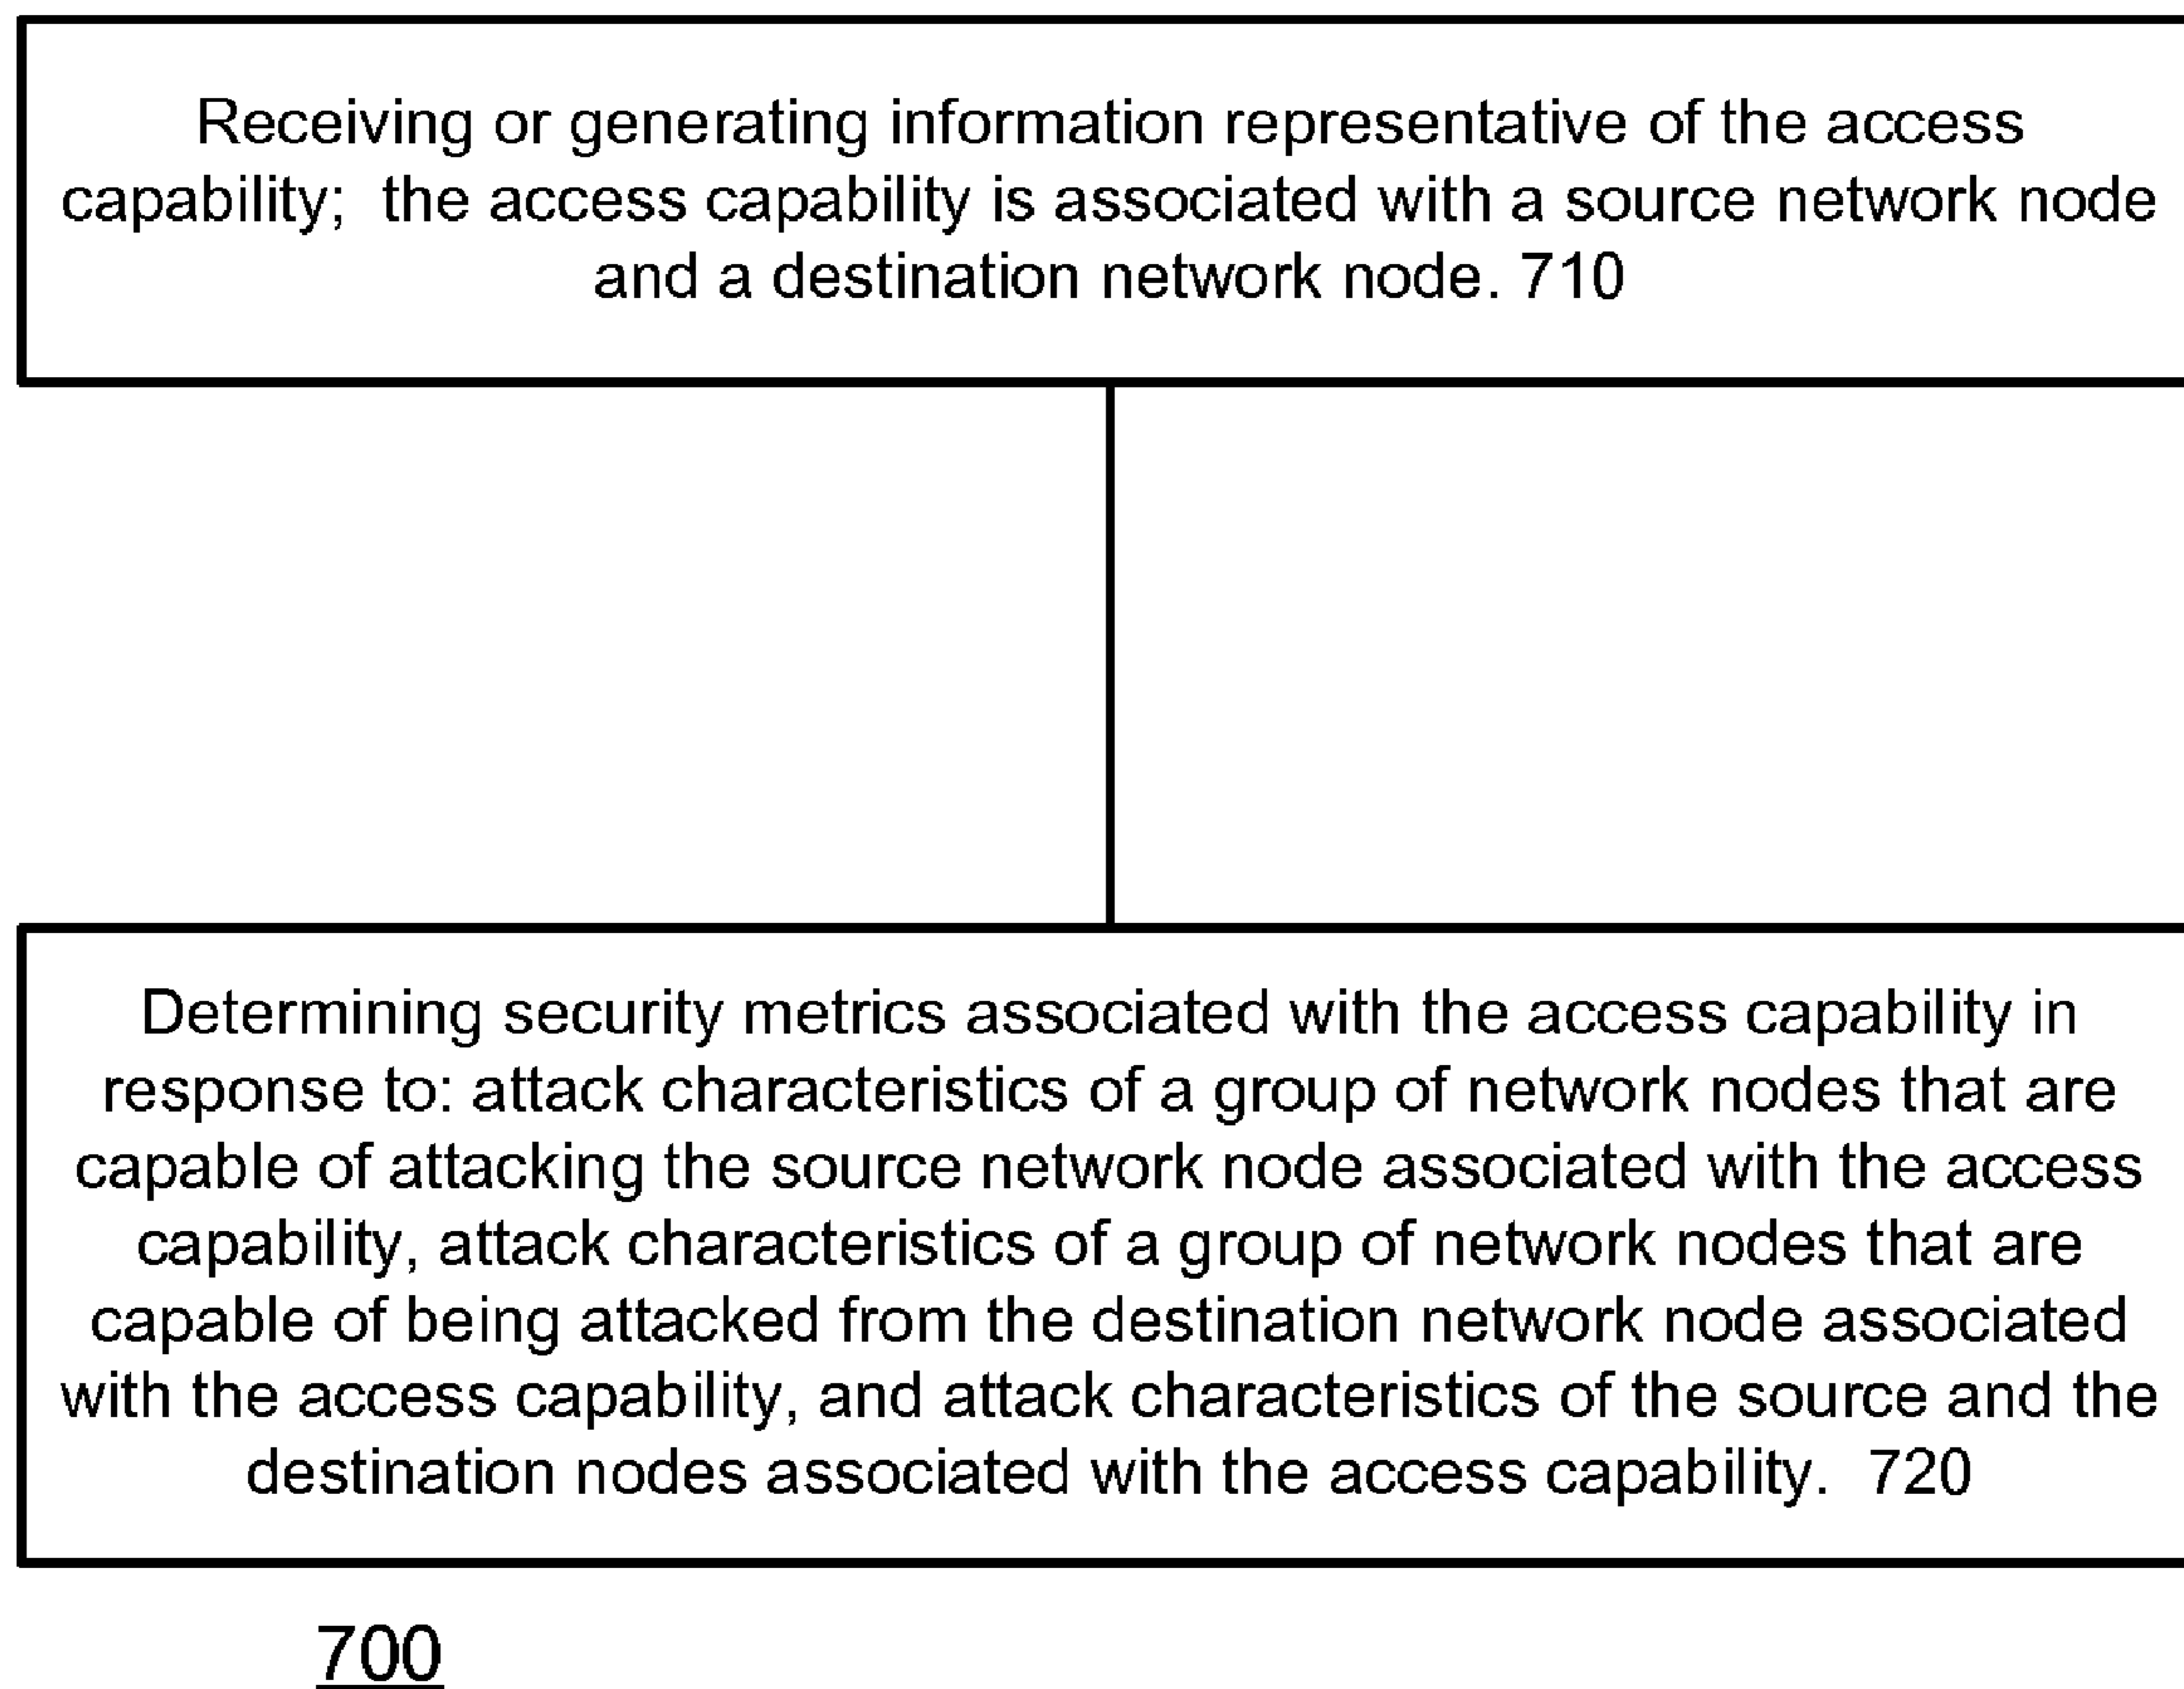 Receiving or generating information representative of the access
capability;  the access capability is associated with a source network node
and a destination network node. 710
Determining security metrics associated with the access capability in
response to: attack characteristics of a group of network nodes that are
capable of attacking the source network node associated with the access
capability, attack characteristics of a group of network nodes that are
capable of being attacked from the destination network node associated
with the access capability, and attack characteristics of the source and the
destination nodes associated with the access capability.  720
700